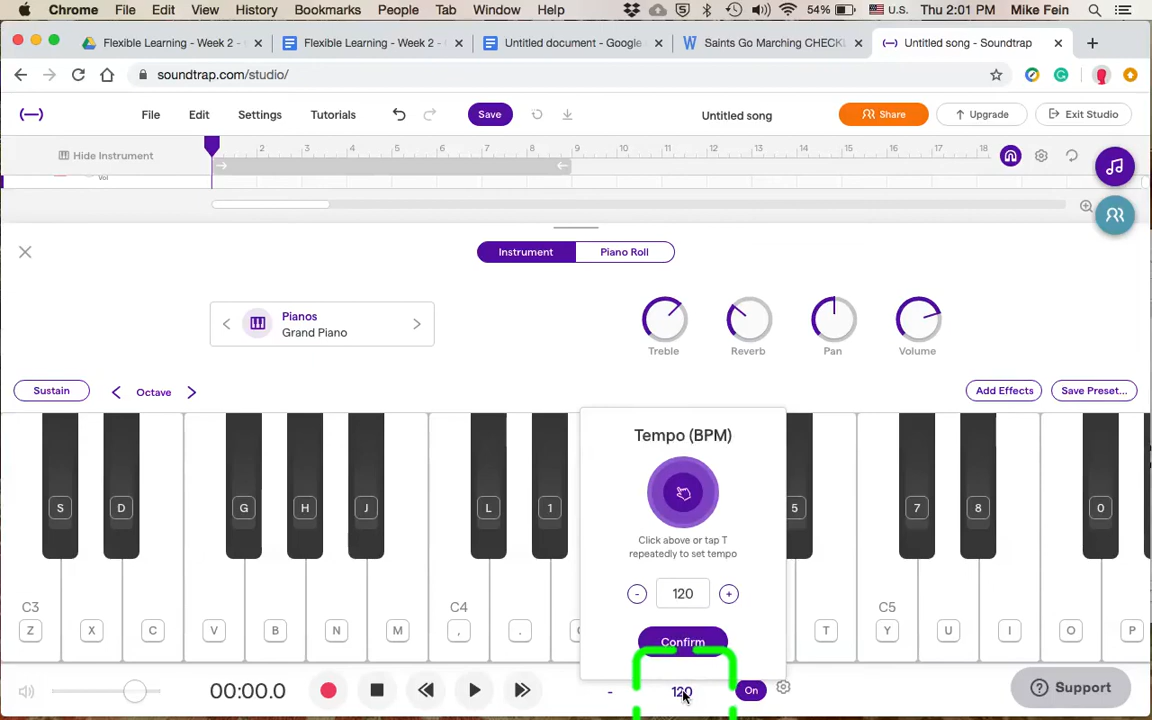 Chrome File Edit View History Bookmarks People Tab Window Help 54% U.S. Thu 2:01 PM Mike Fein
Flexible Learning - Week 2 - Flexible Learning - Week 2 - Untitled document - Google Saints Go Marching CHECKU Untitled song - Soundtrap
soundtrap.com/studio/
File Edit Settings Tutorials Save Untitled song Share Upgrade Exit Studio
Hide Instrument 2 3 4 5 6 7 8 9 10 11 12 13 14 15 16 17 18
Vol
Instrument Piano Roll
Pianos
Grand Piano
Treble Reverb Pan Volume
Sustain Octave Add Effects Save Preset...
Tempo (BPM)
S D G H J L 1 5 7 8 0
Click above or tap T
repeatedly to set tempo
- 120 +
C3 C4 C5
Z X C V B N M , . T Y U I O P
Confirm
00:00.0 - 120 On Support